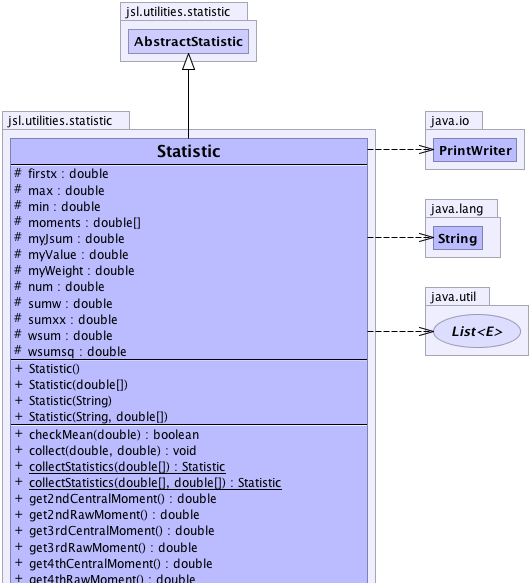 jsl.utilities.statistic
AbstractStatistic
jsl.utilities.statistic
Statistic
# firstx : double
# max : double
# min : double
# moments : double[]
# myJsum : double
# myValue : double
# myWeight : double
# num : double
# sumw : double
# sumxx : double
# wsum : double
# wsumsq : double
+ Statistic()
+ Statistic(double[])
+ Statistic(String)
+ Statistic(String, double[])
+ checkMean(double) : boolean
+ collect(double, double) : void
+ collectStatistics(double[]) : Statistic
+ collectStatistics(double[], double[]) : Statistic
+ get2ndCentralMoment() : double
+ get2ndRawMoment() : double
+ get3rdCentralMoment() : double
+ get3rdRawMoment() : double
+ get4thCentralMoment() : double
+ get4thRawMoment() : double
java.io
PrintWriter
java.lang
String
java.util
List<E>